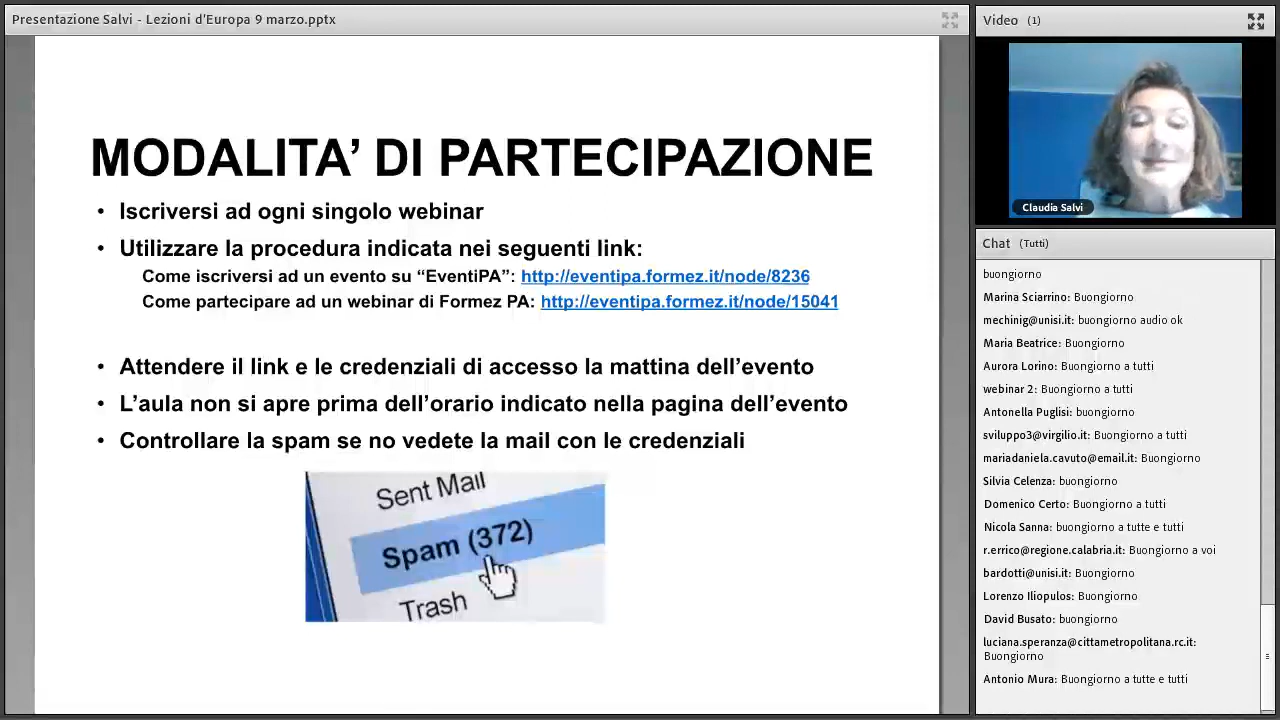 Presentazione Salvi - Lezioni d'Europa 9 marzo.pptx
MODALITA’ DI PARTECIPAZIONE
• Iscriversi ad ogni singolo webinar
• Utilizzare la procedura indicata nei seguenti link:
Come iscriversi ad un evento su “EventiPA”: http://eventipa.formez.it/node/8236
Come partecipare ad un webinar di Formez PA: http://eventipa.formez.it/node/15041
• Attendere il link e le credenziali di accesso la mattina dell’evento
• L’aula non si apre prima dell’orario indicato nella pagina dell’evento
• Controllare la spam se no vedete la mail con le credenziali
Sent Mail
Spam (372)
Trash
Video (1)
Claudia Salvi
Chat (Tutti)
buongiorno
Marina Sciarrino: Buongiorno
mechinig@unisi.it: buongiorno audio ok
Maria Beatrice: Buongiorno
Aurora Lorino: Buongiorno a tutti
webinar 2: Buongiorno a tutti
Antonella Puglisi: buongiorno
sviluppo3@virgilio.it: Buongiorno a tutti
mariadaniela.cavuto@email.it: Buongiorno
Silvia Celenza: buongiorno
Domenico Certo: Buongiorno a tutti
Nicola Sanna: buongiorno a tutte e tutti
r.errico@regione.calabria.it: Buongiorno a voi
bardotti@unisi.it: Buongiorno
Lorenzo Iliopulos: Buongiorno
David Busato: buongiorno
luciana.speranza@cittametropolitana.rc.it:
Buongiorno
Antonio Mura: Buongiorno a tutte e tutti